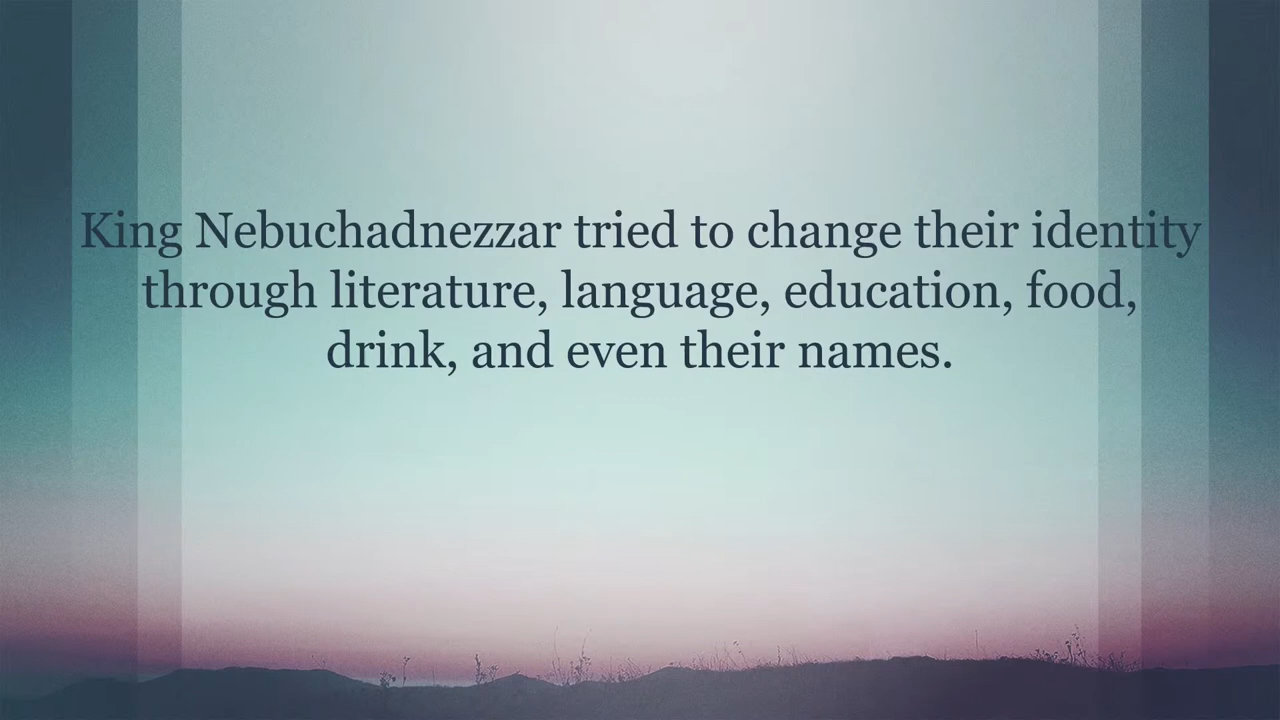 King Nebuchadnezzar tried to change their identity
through literature, language, education, food,
drink, and even their names.